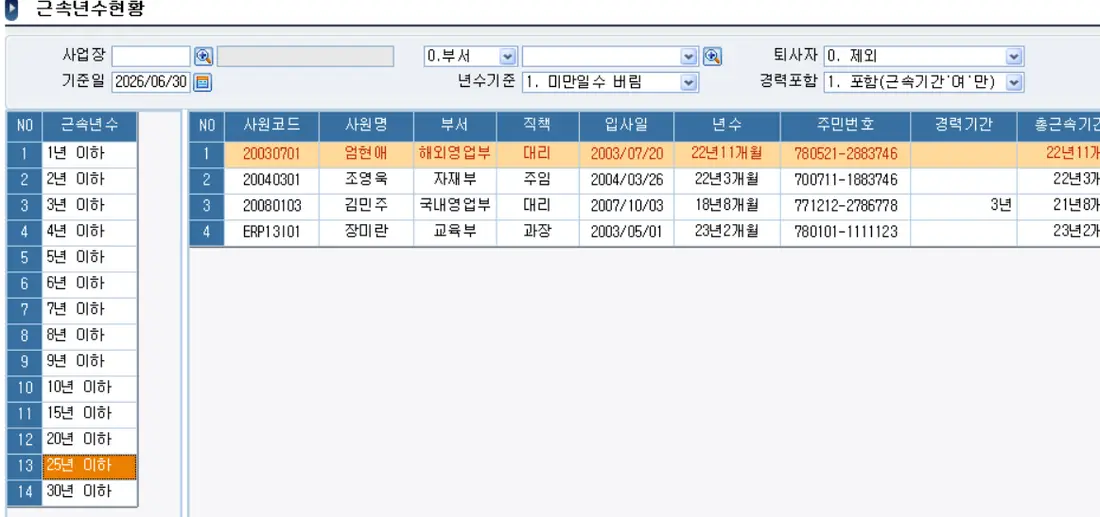 근속년수현황
사업장 0.부서 퇴사자 0. 제외
기준일 2026/06/30 년수기준 1. 미만일수 버림 경력포함 1. 포함(근속기간'여'만)
NO 근속년수
1 1년 이하
2 2년 이하
3 3년 이하
4 4년 이하
5 5년 이하
6 6년 이하
7 7년 이하
8 8년 이하
9 9년 이하
10 10년 이하
11 15년 이하
12 20년 이하
13 25년 이하
14 30년 이하
NO 사원코드 사원명 부서 직책 입사일 년수 주민번호 경력기간 총근속기간
1 20030701 엄현애 해외영업부 대리 2003/07/20 22년11개월 780521-2883746 22년11개
2 20040301 조영욱 자재부 주임 2004/03/26 22년3개월 700711-1883746 22년3개
3 20080103 김민주 국내영업부 대리 2007/10/03 18년8개월 771212-2786778 3년 21년8개
4 ERP13I01 장미란 교육부 과장 2003/05/01 23년2개월 780101-1111123 23년2개